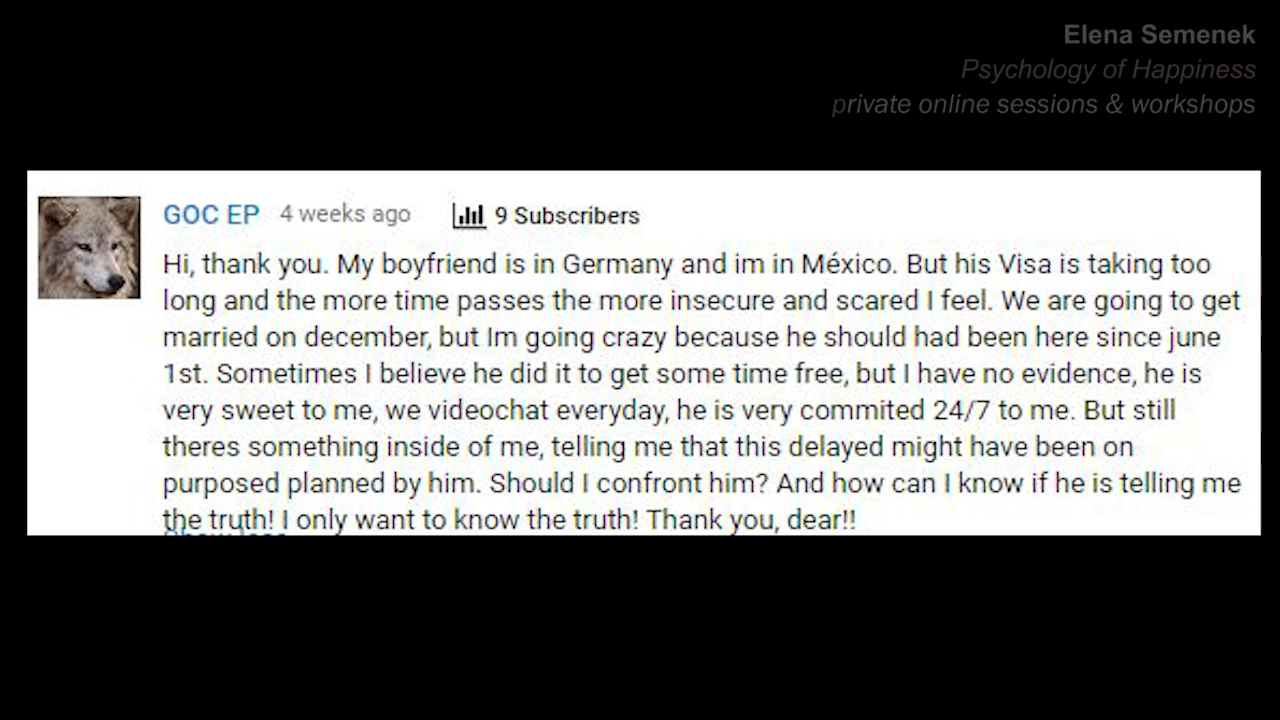 Elena Semenek
Psychology of Happiness
private online sessions & workshops
GOC EP 4 weeks ago 9 Subscribers
Hi, thank you. My boyfriend is in Germany and im in México. But his Visa is taking too
long and the more time passes the more insecure and scared I feel. We are going to get
married on december, but Im going crazy because he should had been here since june
1st. Sometimes I believe he did it to get some time free, but I have no evidence, he is
very sweet to me, we videochat everyday, he is very commited 24/7 to me. But still
theres something inside of me, telling me that this delayed might have been on
purposed planned by him. Should I confront him? And how can I know if he is telling me
the truth! I only want to know the truth! Thank you, dear!!